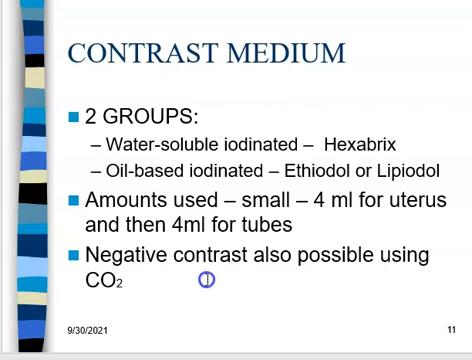 CONTRAST MEDIUM
2 GROUPS:
– Water-soluble iodinated – Hexabrix
– Oil-based iodinated – Ethiodol or Lipiodol
Amounts used – small – 4 ml for uterus
and then 4ml for tubes
Negative contrast also possible using
CO₂
9/30/2021
11